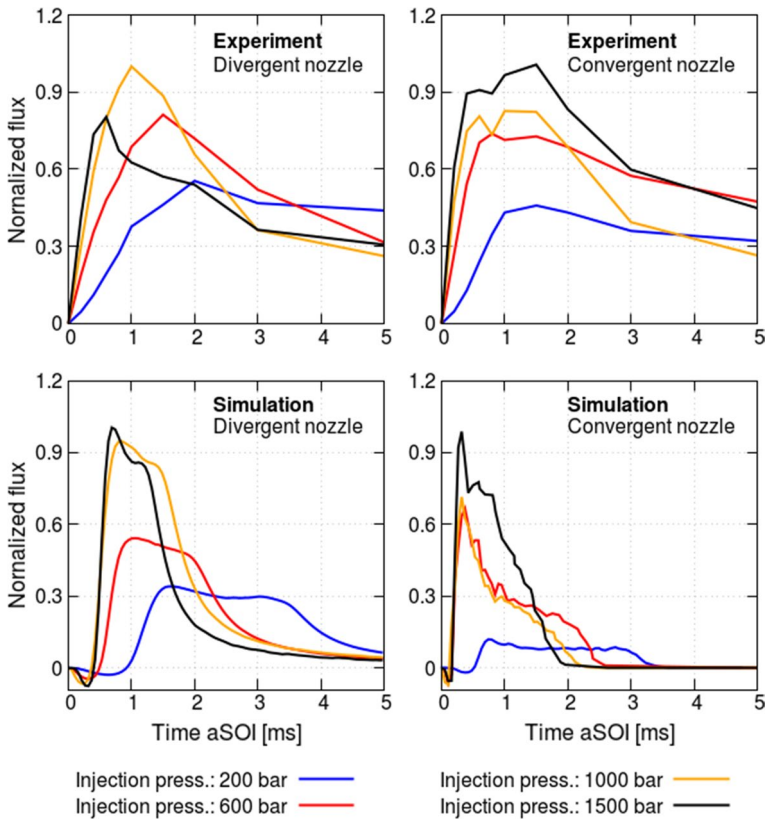 1.2
0.9
0.6
0.3
0
Normalized flux
Experiment
Divergent nozzle
0 1 2 3 4 5
1.2
0.9
0.6
0.3
0
Normalized flux
Experiment
Convergent nozzle
0 1 2 3 4 5
1.2
0.9
0.6
0.3
0
Normalized flux
Simulation
Divergent nozzle
0 1 2 3 4 5
Time aSOI [ms]
1.2
0.9
0.6
0.3
0
Normalized flux
Simulation
Convergent nozzle
0 1 2 3 4 5
Time aSOI [ms]
Injection press.: 200 bar
Injection press.: 600 bar
Injection press.: 1000 bar
Injection press.: 1500 bar